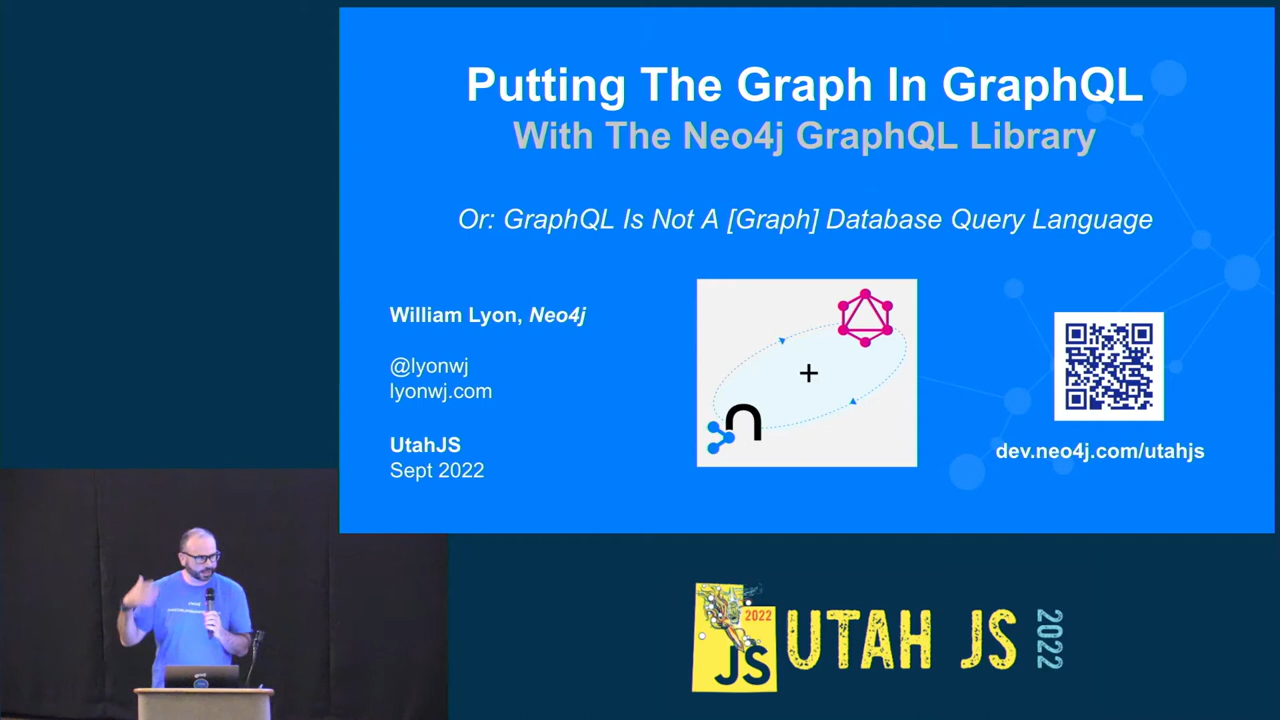 Putting The Graph In GraphQL
With The Neo4j GraphQL Library
Or: GraphQL Is Not A [Graph] Database Query Language
William Lyon, Neo4j
@lyonwj
lyonwj.com
UtahJS
Sept 2022
+
dev.neo4j.com/utahjs
2022
JS
UTAH JS
2022